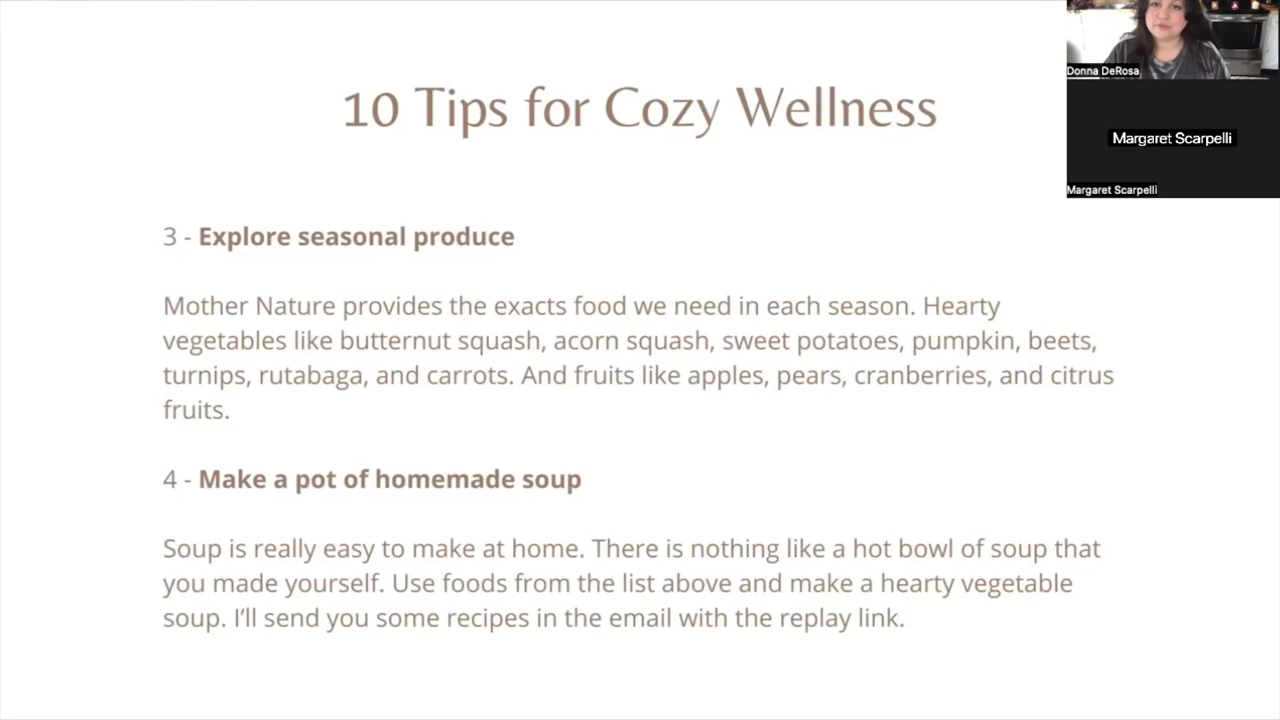 10 Tips for Cozy Wellness
Donna DeRosa
Margaret Scarpelli
Margaret Scarpelli
3 - Explore seasonal produce
Mother Nature provides the exacts food we need in each season. Hearty
vegetables like butternut squash, acorn squash, sweet potatoes, pumpkin, beets,
turnips, rutabaga, and carrots. And fruits like apples, pears, cranberries, and citrus
fruits.
4 - Make a pot of homemade soup
Soup is really easy to make at home. There is nothing like a hot bowl of soup that
you made yourself. Use foods from the list above and make a hearty vegetable
soup. I’ll send you some recipes in the email with the replay link.